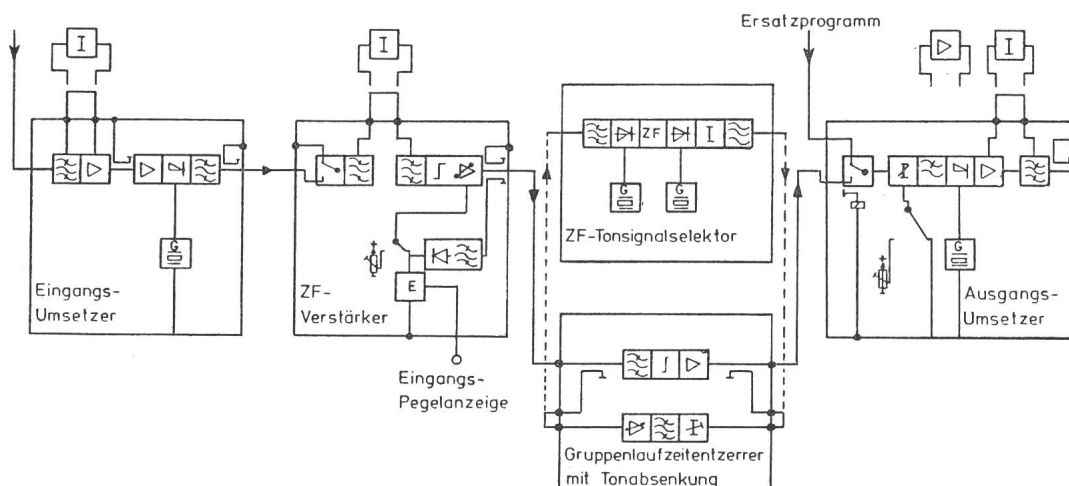 Ersatzprogramm
I
I
I
ZF
I
G
G
G
G
ZF-Tonsignalselektor
Eingangs-
Umsetzer
ZF-
Verstärker
E
Ausgangs-
Umsetzer
Eingangs-
Pegelanzeige
I
Gruppenlaufzeitentzerrer
mit Tonabsenkung